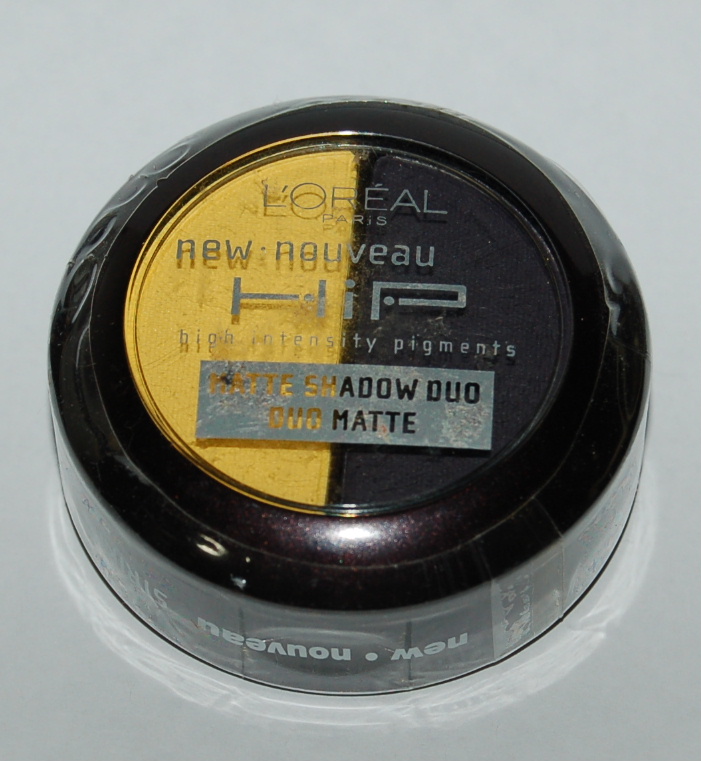 L'ORÉAL
PARIS
new·nouveau
HiP
high intensity pigments
MATTE SHADOW DUO
DUO MATTE
new • nouveau